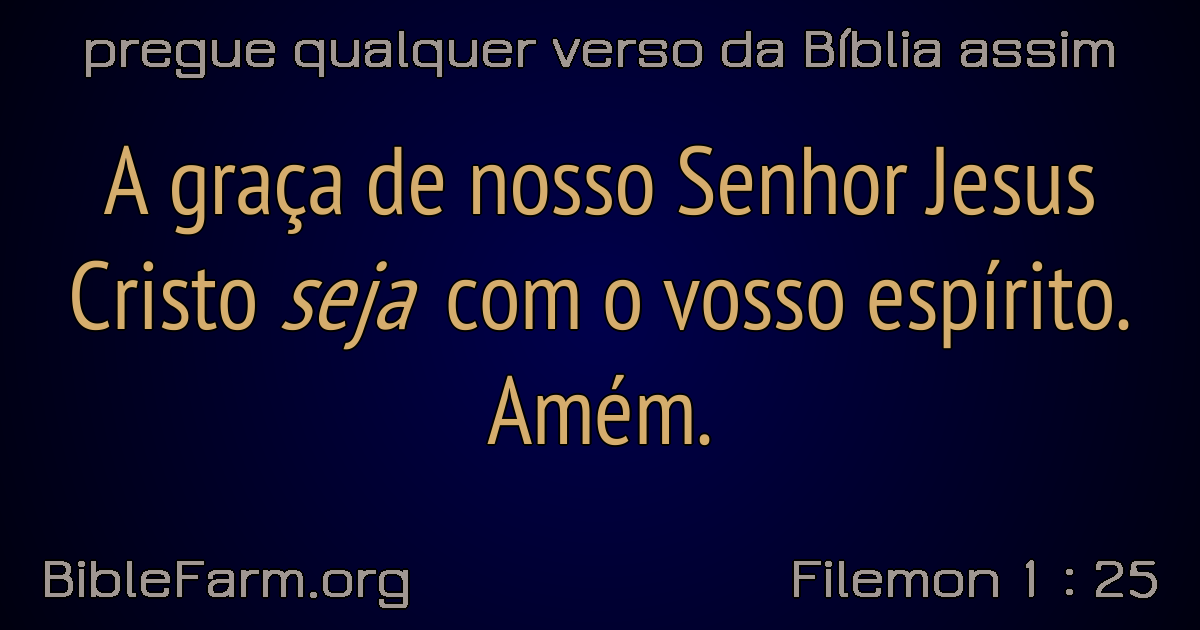 pregue qualquer verso da Bíblia assim
A graça de nosso Senhor Jesus
Cristo seja com o vosso espírito.
Amém.
BibleFarm.org
Filemon 1 : 25